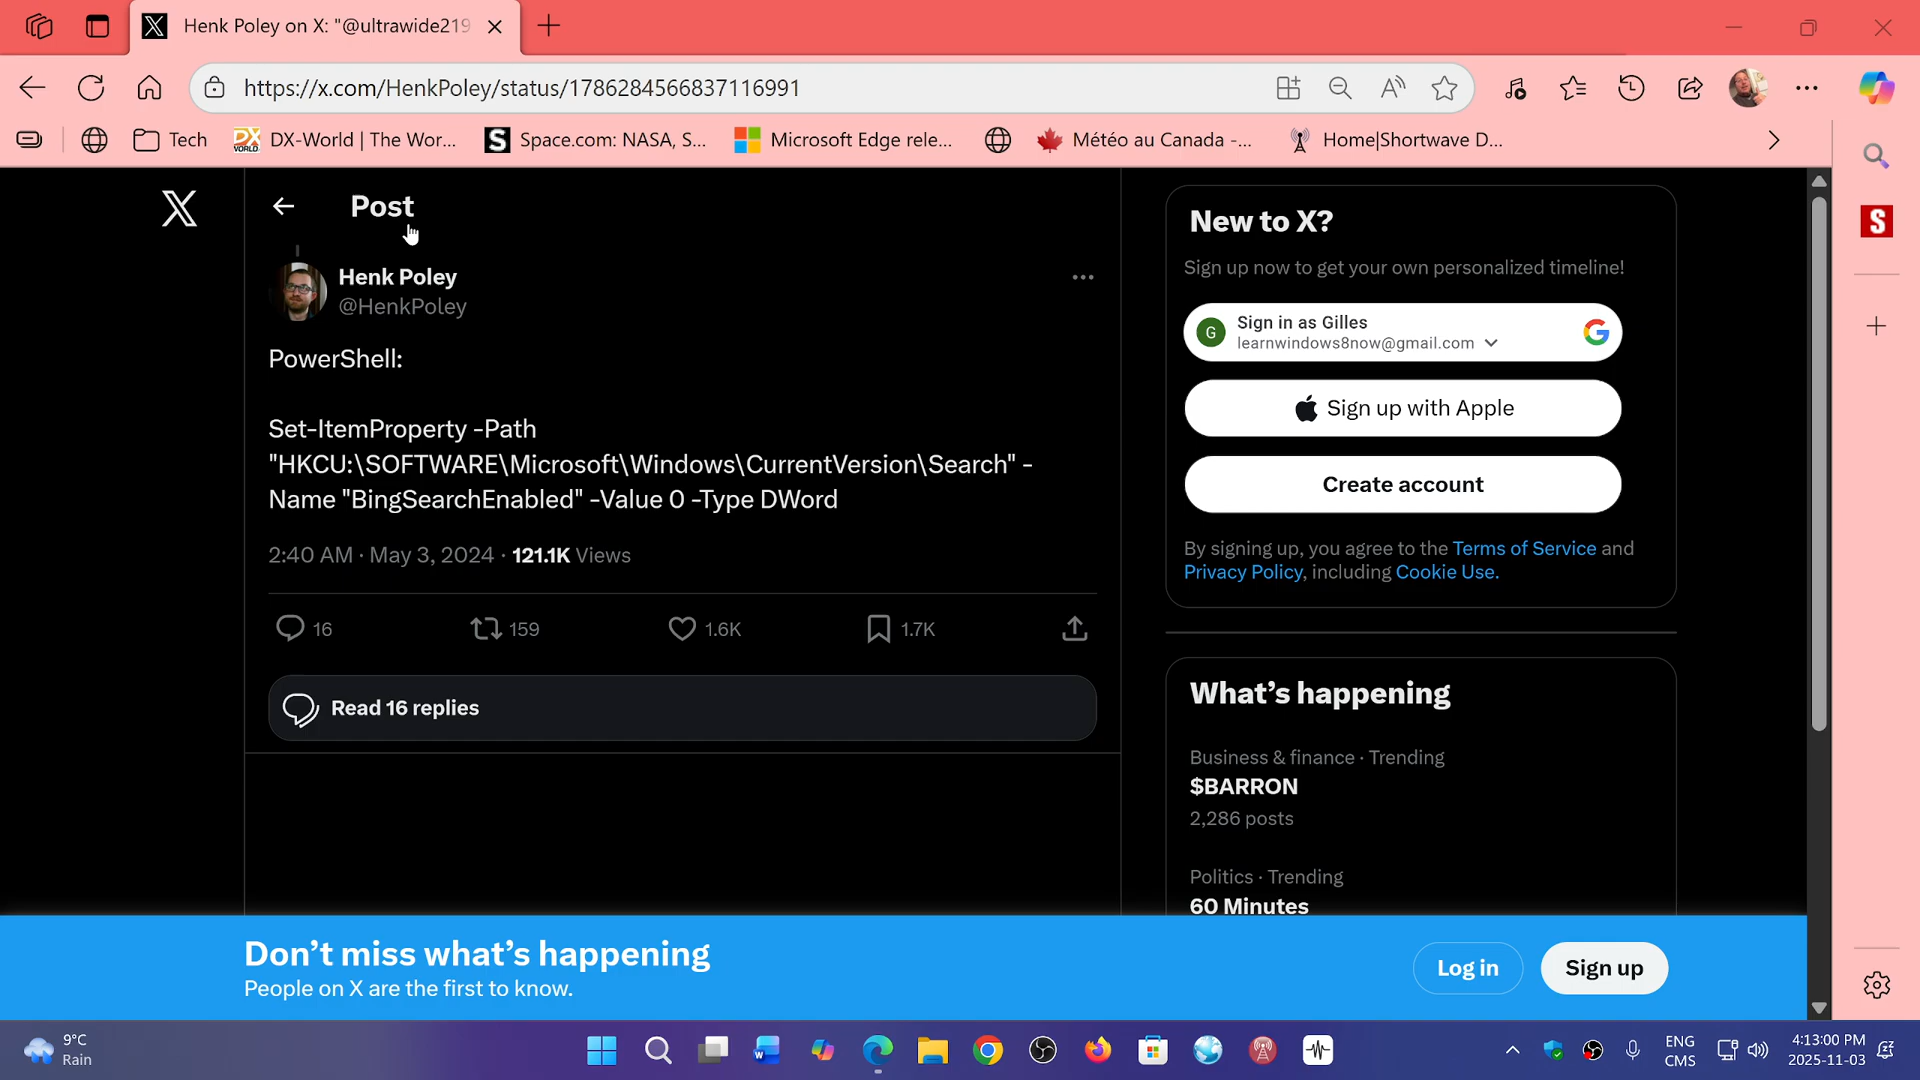 Henk Poley on X: "@ultrawide219
https://x.com/HenkPoley/status/1786284566837116991
Tech
DX-World | The Wor...
Space.com: NASA, S...
Microsoft Edge rele...
Météo au Canada -...
Home|Shortwave D...
Post
Henk Poley
@HenkPoley
PowerShell:
Set-ItemProperty -Path
"HKCU:\SOFTWARE\Microsoft\Windows\CurrentVersion\Search" -
Name "BingSearchEnabled" -Value 0 -Type DWord
2:40 AM · May 3, 2024 · 121.1K Views
16
159
1.6K
1.7K
Read 16 replies
New to X?
Sign up now to get your own personalized timeline!
G
Sign in as Gilles
learnwindows8now@gmail.com
Sign up with Apple
Create account
By signing up, you agree to the Terms of Service and
Privacy Policy, including Cookie Use.
What's happening
Business & finance · Trending
$BARRON
2,286 posts
Politics · Trending
60 Minutes
Don't miss what's happening
People on X are the first to know.
Log in
Sign up
9°C
Rain
ENG
CMS
4:13:00 PM
2025-11-03